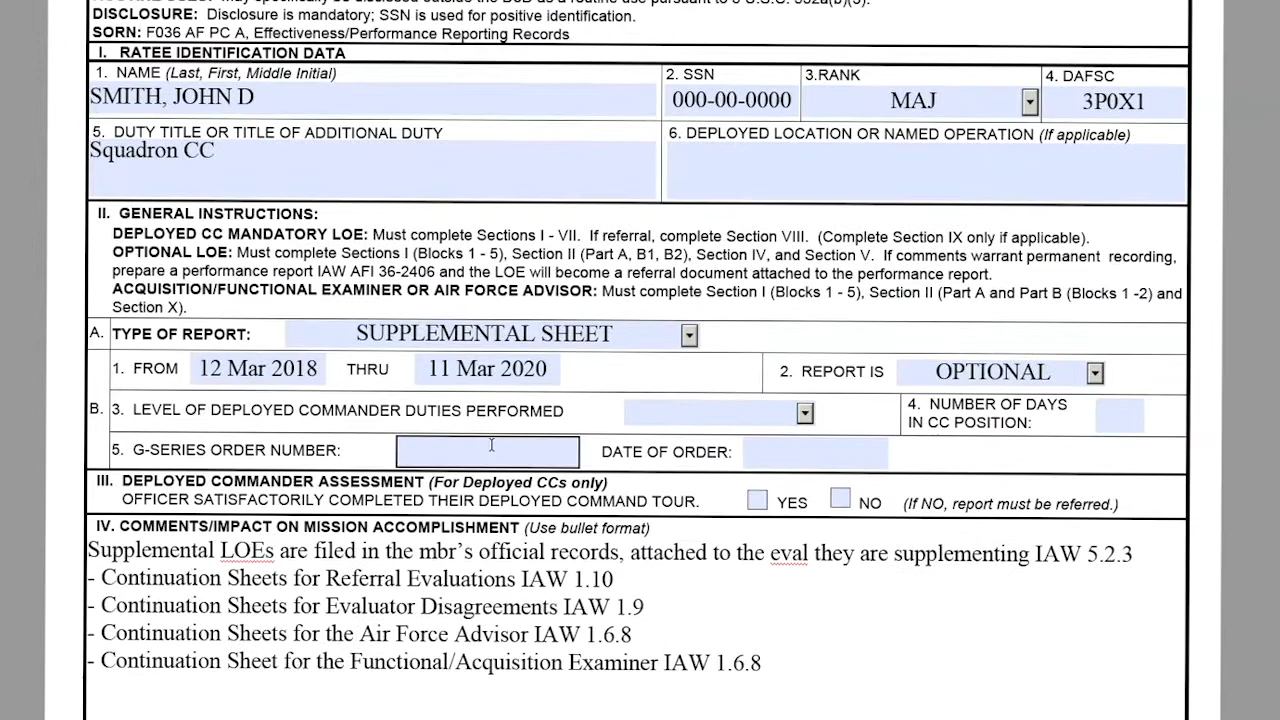 DISCLOSURE: Disclosure is mandatory; SSN is used for positive identification.
SORN: F036 AF PC A, Effectiveness/Performance Reporting Records
I. RATEE IDENTIFICATION DATA
1. NAME (Last, First, Middle Initial) 2. SSN 3.RANK 4. DAFSC
SMITH, JOHN D 000-00-0000 MAJ 3P0X1
5. DUTY TITLE OR TITLE OF ADDITIONAL DUTY 6. DEPLOYED LOCATION OR NAMED OPERATION (If applicable)
Squadron CC
II. GENERAL INSTRUCTIONS:
DEPLOYED CC MANDATORY LOE: Must complete Sections I - VII. If referral, complete Section VIII. (Complete Section IX only if applicable).
OPTIONAL LOE: Must complete Sections I (Blocks 1 - 5), Section II (Part A, B1, B2), Section IV, and Section V. If comments warrant permanent recording,
prepare a performance report IAW AFI 36-2406 and the LOE will become a referral document attached to the performance report.
ACQUISITION/FUNCTIONAL EXAMINER OR AIR FORCE ADVISOR: Must complete Section I (Blocks 1 - 5), Section II (Part A and Part B (Blocks 1 -2) and
Section X).
A. TYPE OF REPORT: SUPPLEMENTAL SHEET
1. FROM 12 Mar 2018 THRU 11 Mar 2020 2. REPORT IS OPTIONAL
B. 3. LEVEL OF DEPLOYED COMMANDER DUTIES PERFORMED 4. NUMBER OF DAYS
IN CC POSITION:
5. G-SERIES ORDER NUMBER: DATE OF ORDER:
III. DEPLOYED COMMANDER ASSESSMENT (For Deployed CCs only)
OFFICER SATISFACTORILY COMPLETED THEIR DEPLOYED COMMAND TOUR. YES NO (If NO, report must be referred.)
IV. COMMENTS/IMPACT ON MISSION ACCOMPLISHMENT (Use bullet format)
Supplemental LOEs are filed in the mbr's official records, attached to the eval they are supplementing IAW 5.2.3
- Continuation Sheets for Referral Evaluations IAW 1.10
- Continuation Sheets for Evaluator Disagreements IAW 1.9
- Continuation Sheets for the Air Force Advisor IAW 1.6.8
- Continuation Sheet for the Functional/Acquisition Examiner IAW 1.6.8